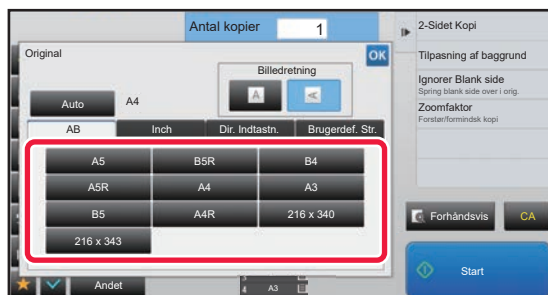 Antal kopier 1
Original
OK
Billedretning
A A
Auto A4
AB Inch Dir. Indtastn. Brugerdef. Str.
A5 B5R B4
A5R A4 A3
B5 A4R 216 x 340
216 x 343
Andet
4 A3
2-Sidet Kopi
Tilpasning af baggrund
Ignorer Blank side
Spring blank side over i orig.
Zoomfaktor
Forstør/formindsk kopi
Forhåndsvis CA
Start